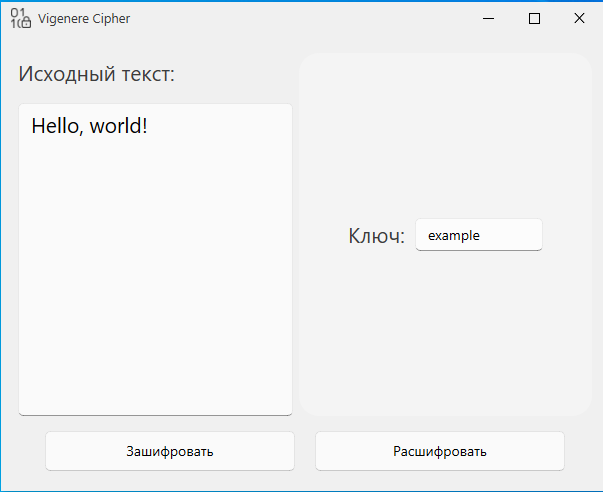 Vigenere Cipher
Исходный текст:
Hello, world!
Ключ: example
Зашифровать Расшифровать